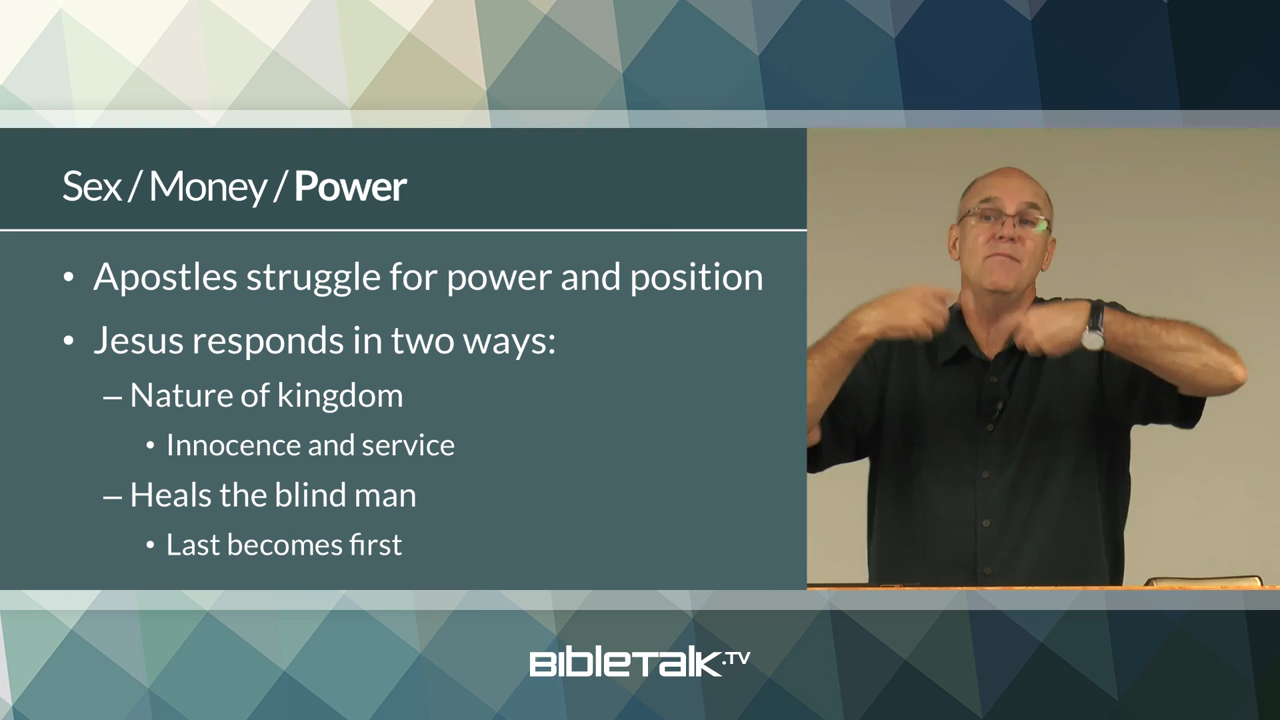 Sex / Money / Power
• Apostles struggle for power and position
• Jesus responds in two ways:
– Nature of kingdom
• Innocence and service
– Heals the blind man
• Last becomes first
BIBLETALK.TV